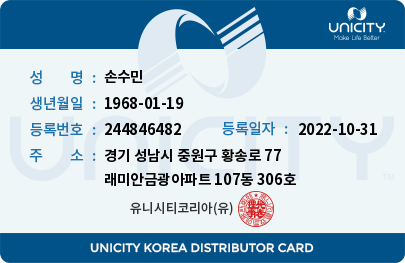 UNICITY
Make Life Better
성 명 : 손수민
생년월일 : 1968-01-19
등록번호 : 244846482 등록일자 : 2022-10-31
주 소 : 경기 성남시 중원구 황송로 77
래미안금광아파트 107동 306호
유니시티코리아(유)
UNICITY
UNICITY KOREA DISTRIBUTOR CARD